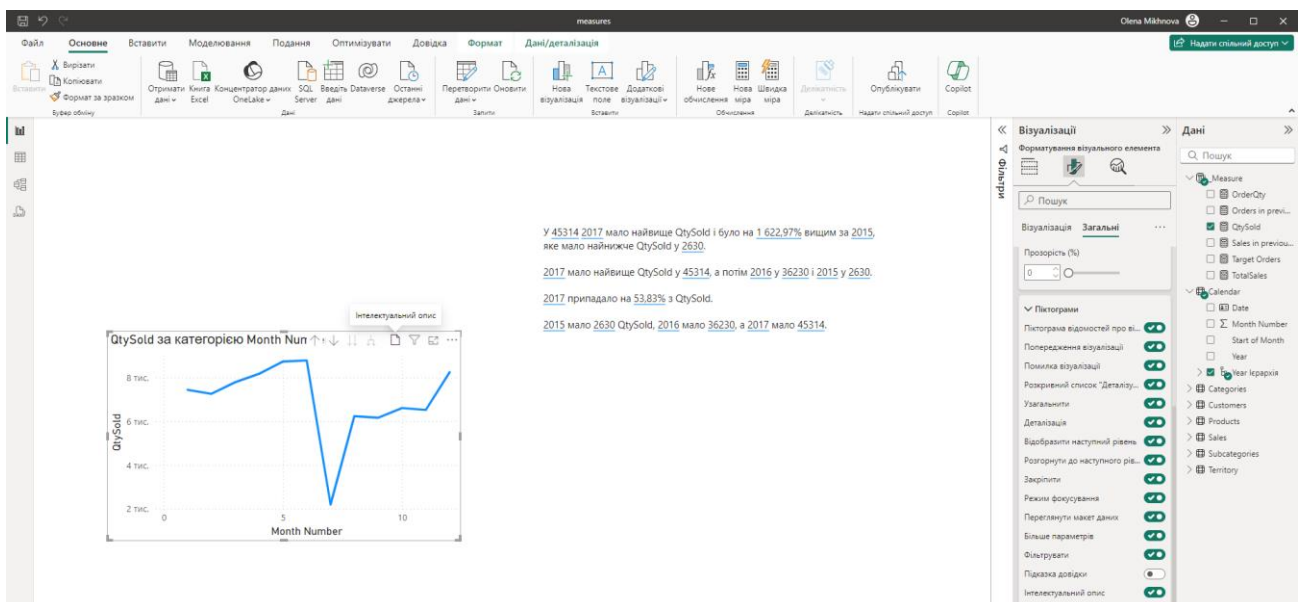 measures
Olena Mikhnova
Файл Основне Вставити Моделювання Подання Оптимізувати Довідка Формат Дані/деталізація
Надати спільний доступ
Вставити
Вирізати
Копіювати
Формат за зразком
Буфер обміну
Отримати дані
Книга Excel
Концентратор даних OneLake
SQL Server
Введіть дані
Dataverse
Останні джерела
Дані
Перетворити дані
Оновити
Запити
Нова візуалізація
Текстове поле
Додаткові візуалізації
Вставити
Нове обчислення
Нова міра
Швидка міра
Обчислення
Делікатність
Делікатність
Опублікувати
Надати спільний доступ
Copilot
Copilot
У 45314 2017 мало найвище QtySold і було на 1 622,97% вищим за 2015,
яке мало найнижче QtySold у 2630.
2017 мало найвище QtySold у 45314, а потім 2016 у 36230 і 2015 у 2630.
2017 припадало на 53,83% з QtySold.
2015 мало 2630 QtySold, 2016 мало 36230, а 2017 мало 45314.
Інтелектуальний опис
QtySold за категорією Month Num
8 тис.
6 тис.
4 тис.
2 тис.
QtySold
0 5 10
Month Number
Фільтри
Візуалізації
Форматування візуального елемента
Пошук
Візуалізація Загальні
Прозорість (%)
0
Піктограми
Піктограма відомостей про ві...
Попередження візуалізації
Помилка візуалізації
Розкривний список "Деталізу...
Узагальнити
Деталізація
Відобразити наступний рівень
Розгорнути до наступного рів...
Закріпити
Режим фокусування
Переглянути макет даних
Більше параметрів
Фільтрувати
Підказка довідки
Інтелектуальний опис
Дані
Пошук
_Measure
OrderQty
Orders in previ...
QtySold
Sales in previou...
Target Orders
TotalSales
Calendar
Date
Month Number
Start of Month
Year
Year Ієрархія
Categories
Customers
Products
Sales
Subcategories
Territory